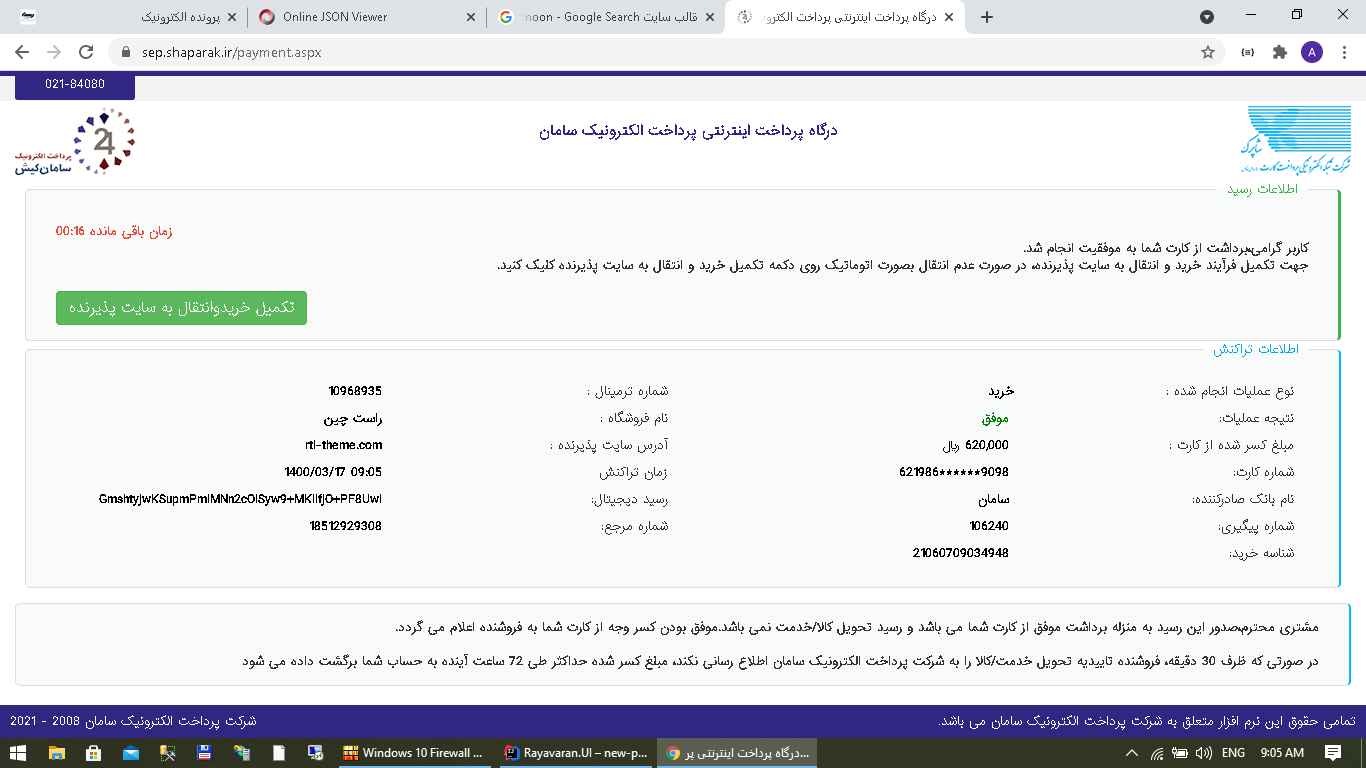 پرونده الکترونیک
Online JSON Viewer
قالب سایت moon - Google Search
درگاه پرداخت اینترنتی پرداخت الکترو
sep.shaparak.ir/payment.aspx
A
021-84080
24
پرداخت الکترونیک
سامان‌کیش
درگاه پرداخت اینترنتی پرداخت الکترونیک سامان
شاپرک
شرکت شبکه الکترونیکی پرداخت کارت
اطلاعات رسید
زمان باقی مانده 00:16
کاربر گرامی،برداشت از کارت شما به موفقیت انجام شد.
جهت تکمیل فرآیند خرید و انتقال به سایت پذیرنده، در صورت عدم انتقال بصورت اتوماتیک روی دکمه تکمیل خرید و انتقال به سایت پذیرنده کلیک کنید.
تکمیل خریدوانتقال به سایت پذیرنده
اطلاعات تراکنش
نوع عملیات انجام شده : خرید شماره ترمینال : 10968935
نتیجه عملیات: موفق نام فروشگاه : راست چین
مبلغ کسر شده از کارت : 620,000 ریال آدرس سایت پذیرنده : rtl-theme.com
شماره کارت: 621986******9098 زمان تراکنش 1400/03/17 09:05
نام بانک صادرکننده: سامان رسید دیجیتال:
شماره پیگیری: 106240 شماره مرجع: 18512929308
شناسه خرید: 21060709034948
مشتری محترم،صدور این رسید به منزله برداشت موفق از کارت شما می باشد و رسید تحویل کالا/خدمت نمی باشد.موفق بودن کسر وجه از کارت شما به فروشنده اعلام می گردد.
در صورتی که ظرف 30 دقیقه، فروشنده تاییدیه تحویل خدمت/کالا را به شرکت پرداخت الکترونیک سامان اطلاع رسانی نکند، مبلغ کسر شده حداکثر طی 72 ساعت آینده به حساب شما برگشت داده می شود
تمامی حقوق این نرم افزار متعلق به شرکت پرداخت الکترونیک سامان می باشد.
شرکت پرداخت الکترونیک سامان 2008 - 2021
Windows 10 Firewall ...
Rayavaran.UI – new-p...
درگاه پرداخت اینترنتی پر...
ENG
9:05 AM